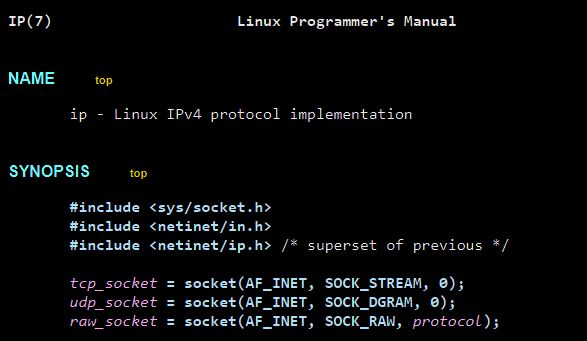 IP(7) Linux Programmer's Manual
NAME top
ip - Linux IPv4 protocol implementation
SYNOPSIS top
#include <sys/socket.h>
#include <netinet/in.h>
#include <netinet/ip.h> /* superset of previous */
tcp_socket = socket(AF_INET, SOCK_STREAM, 0);
udp_socket = socket(AF_INET, SOCK_DGRAM, 0);
raw_socket = socket(AF_INET, SOCK_RAW, protocol);